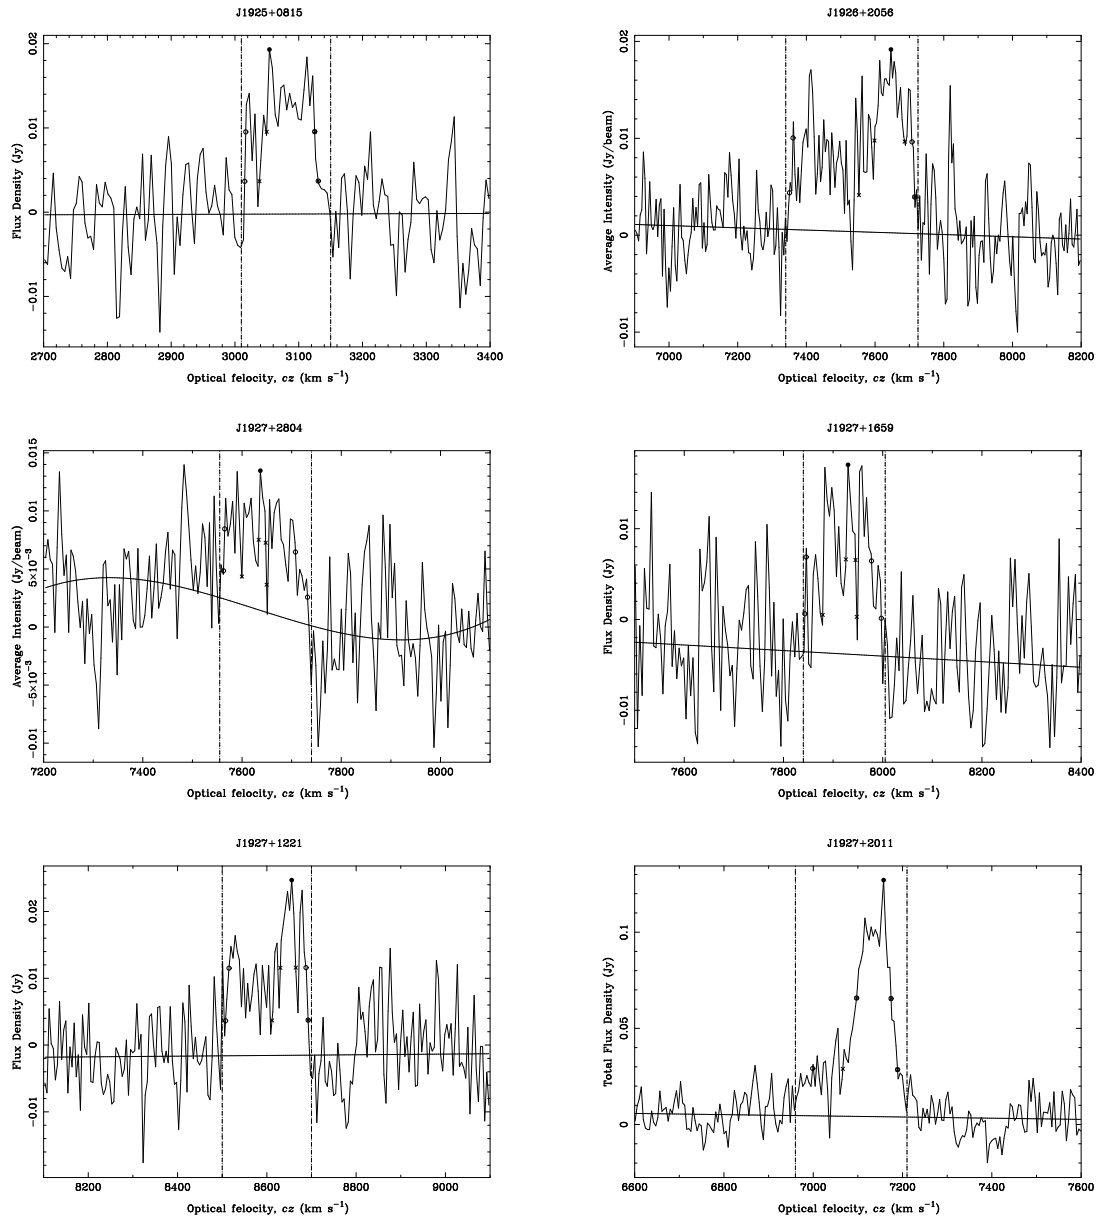 J1925+0815
0.02
0.01
0
−0.01
Flux Density (Jy)
2700 2800 2900 3000 3100 3200 3300 3400
Optical felocity, cz (km s⁻¹)
J1926+2056
0.02
0.01
0
−0.01
Average Intensity (Jy/beam)
7000 7200 7400 7600 7800 8000 8200
Optical felocity, cz (km s⁻¹)
J1927+2804
0.015
0.01
5×10⁻³
0
−5×10⁻³
−0.01
Average Intensity (Jy/beam)
7200 7400 7600 7800 8000
Optical felocity, cz (km s⁻¹)
J1927+1659
0.01
0
−0.01
Flux Density (Jy)
7600 7800 8000 8200 8400
Optical felocity, cz (km s⁻¹)
J1927+1221
0.02
0.01
0
−0.01
Flux Density (Jy)
8200 8400 8600 8800 9000
Optical felocity, cz (km s⁻¹)
J1927+2011
0.1
0.05
0
Total Flux Density (Jy)
6600 6800 7000 7200 7400 7600
Optical felocity, cz (km s⁻¹)